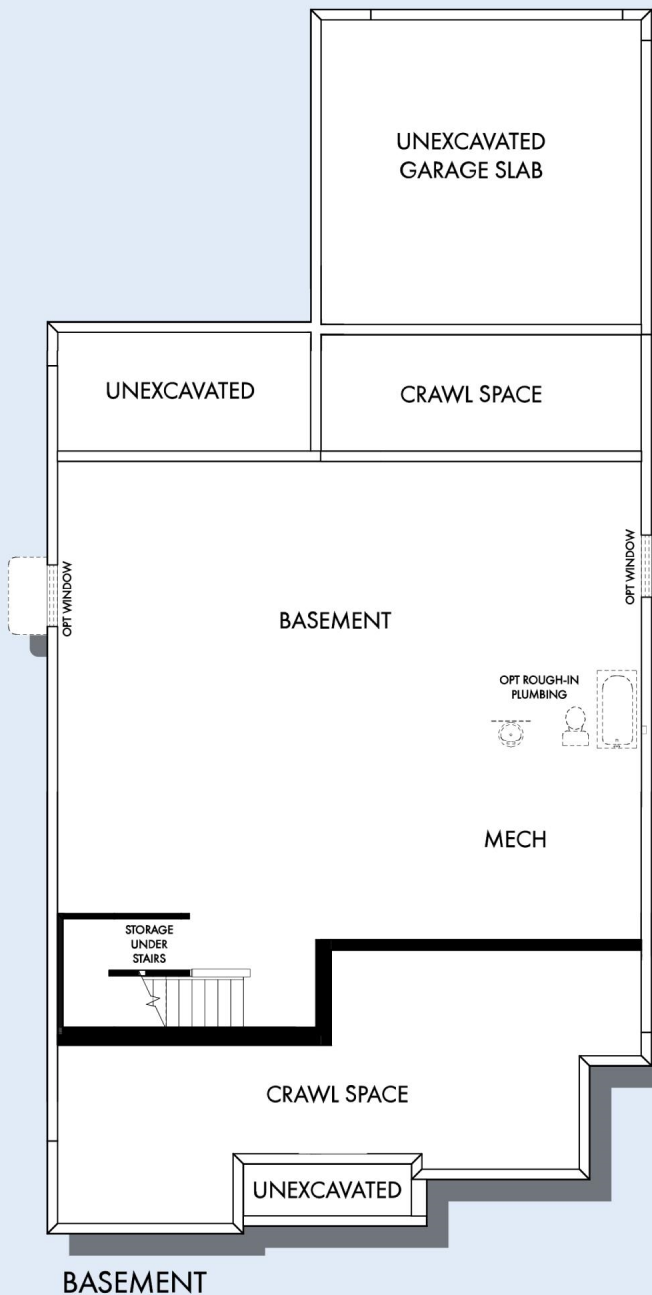 UNEXCAVATED
GARAGE SLAB
UNEXCAVATED
CRAWL SPACE
OPT WINDOW
OPT WINDOW
BASEMENT
OPT ROUGH-IN
PLUMBING
MECH
STORAGE
UNDER
STAIRS
CRAWL SPACE
UNEXCAVATED
BASEMENT